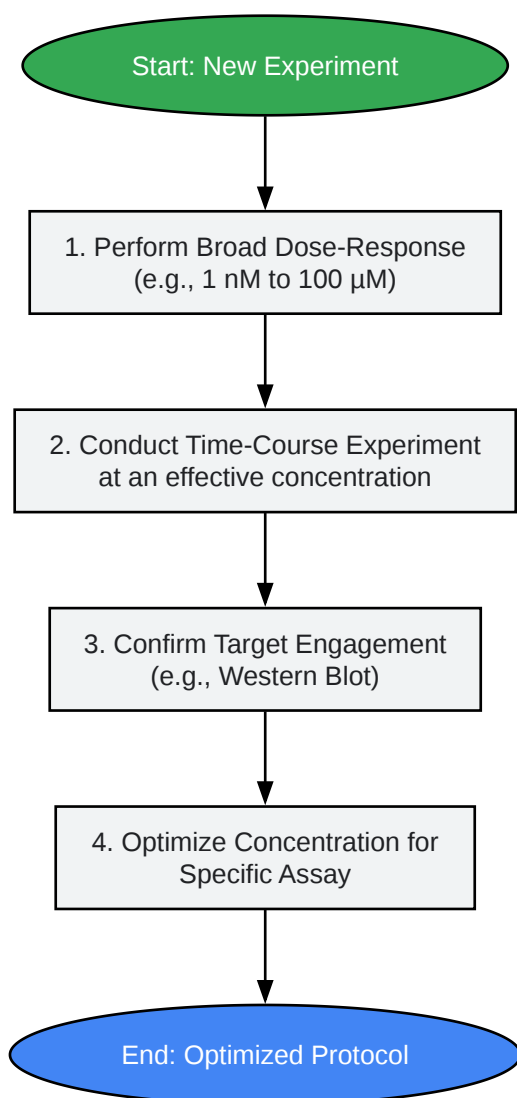 Start: New Experiment
1. Perform Broad Dose-Response
(e.g., 1 nM to 100 µM)
2. Conduct Time-Course Experiment
at an effective concentration
3. Confirm Target Engagement
(e.g., Western Blot)
4. Optimize Concentration for
Specific Assay
End: Optimized Protocol